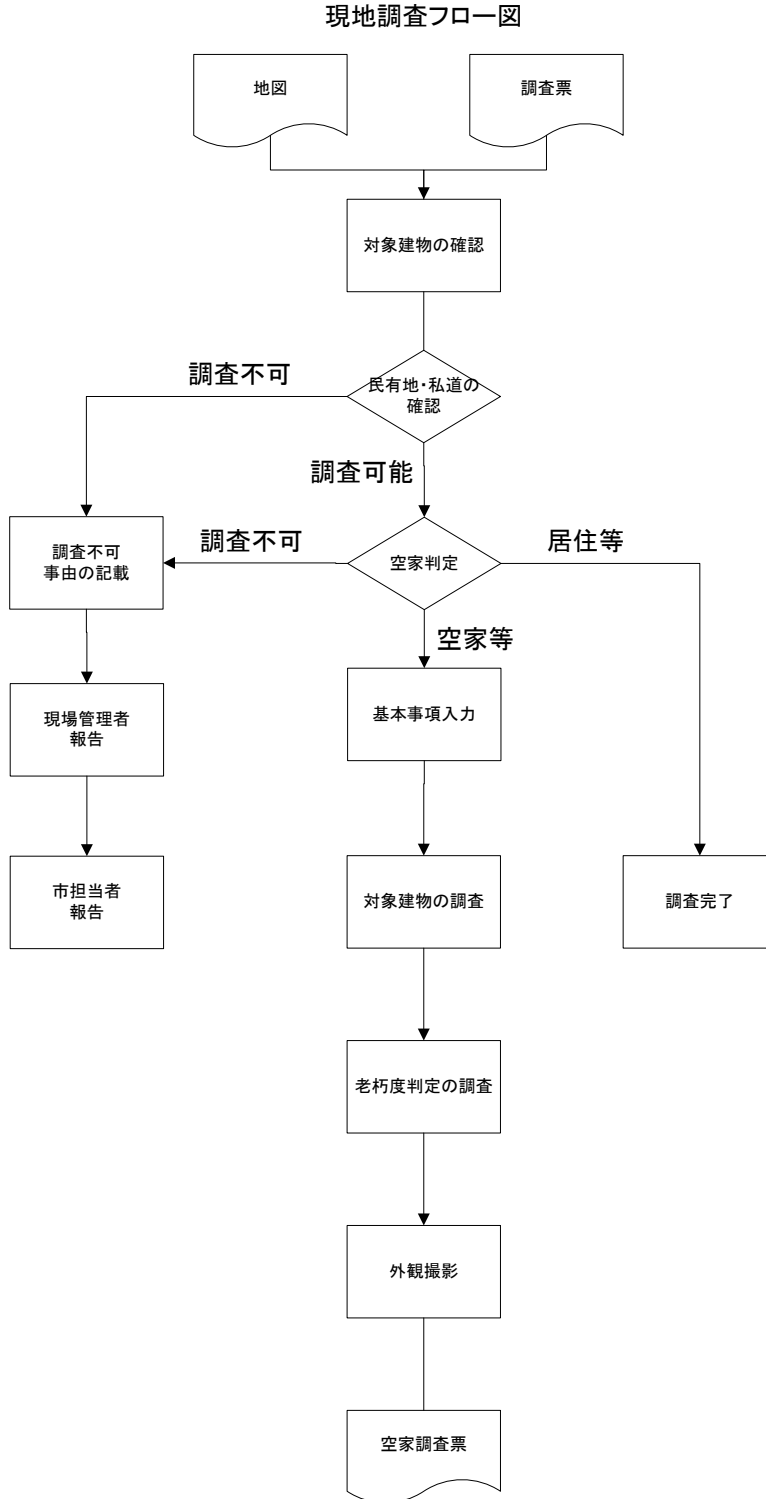 現地調査フロー図
地図
調査票
対象建物の確認
調査不可
民有地・私道の
確認
調査可能
調査不可
事由の記載
調査不可
空家判定
居住等
空家等
現場管理者
報告
基本事項入力
市担当者
報告
対象建物の調査
調査完了
老朽度判定の調査
外観撮影
空家調査票